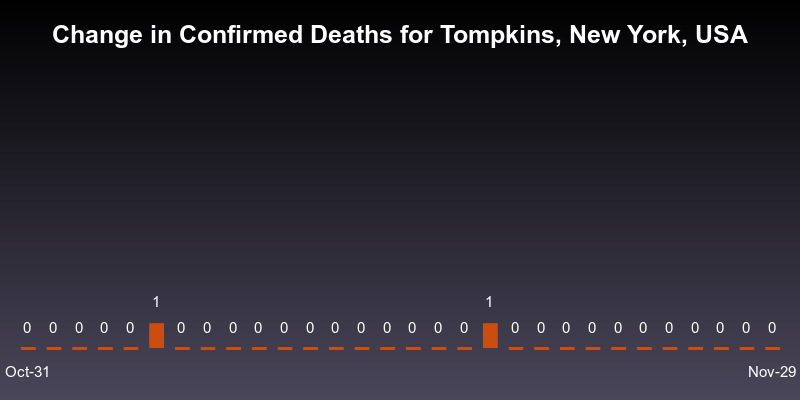 Change in Confirmed Deaths for Tompkins, New York, USA
0 0 0 0 0 1 0 0 0 0 0 0 0 0 0 0 0 0 1 0 0 0 0 0 0 0 0 0 0 0
Oct-31 Nov-29